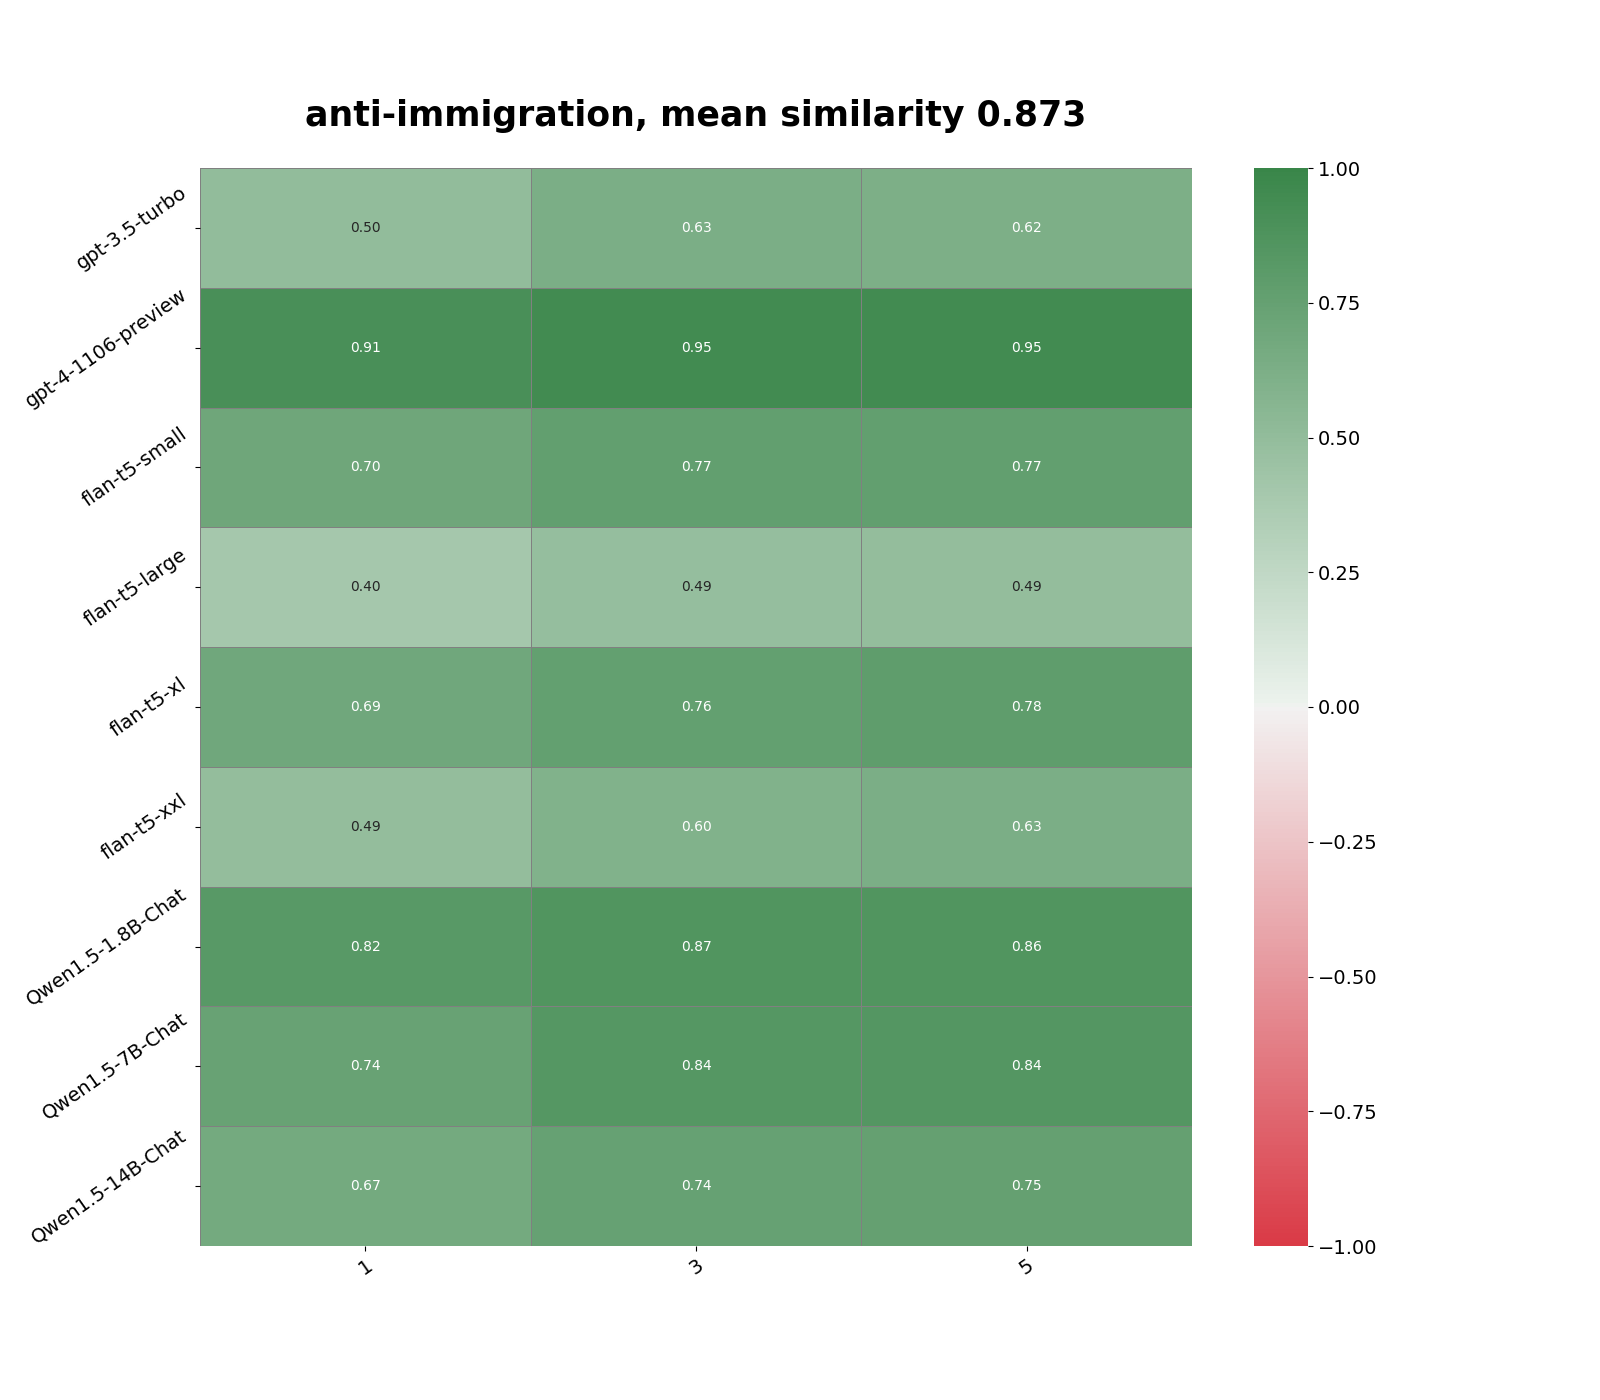 anti-immigration, mean similarity 0.873
gpt-3.5-turbo 0.50 0.63 0.62
gpt-4-1106-preview 0.91 0.95 0.95
flan-t5-small 0.70 0.77 0.77
flan-t5-large 0.40 0.49 0.49
flan-t5-xl 0.69 0.76 0.78
flan-t5-xxl 0.49 0.60 0.63
Qwen1.5-1.8B-Chat 0.82 0.87 0.86
Qwen1.5-7B-Chat 0.74 0.84 0.84
Qwen1.5-14B-Chat 0.67 0.74 0.75
1 3 5
1.00
0.75
0.50
0.25
0.00
−0.25
−0.50
−0.75
−1.00